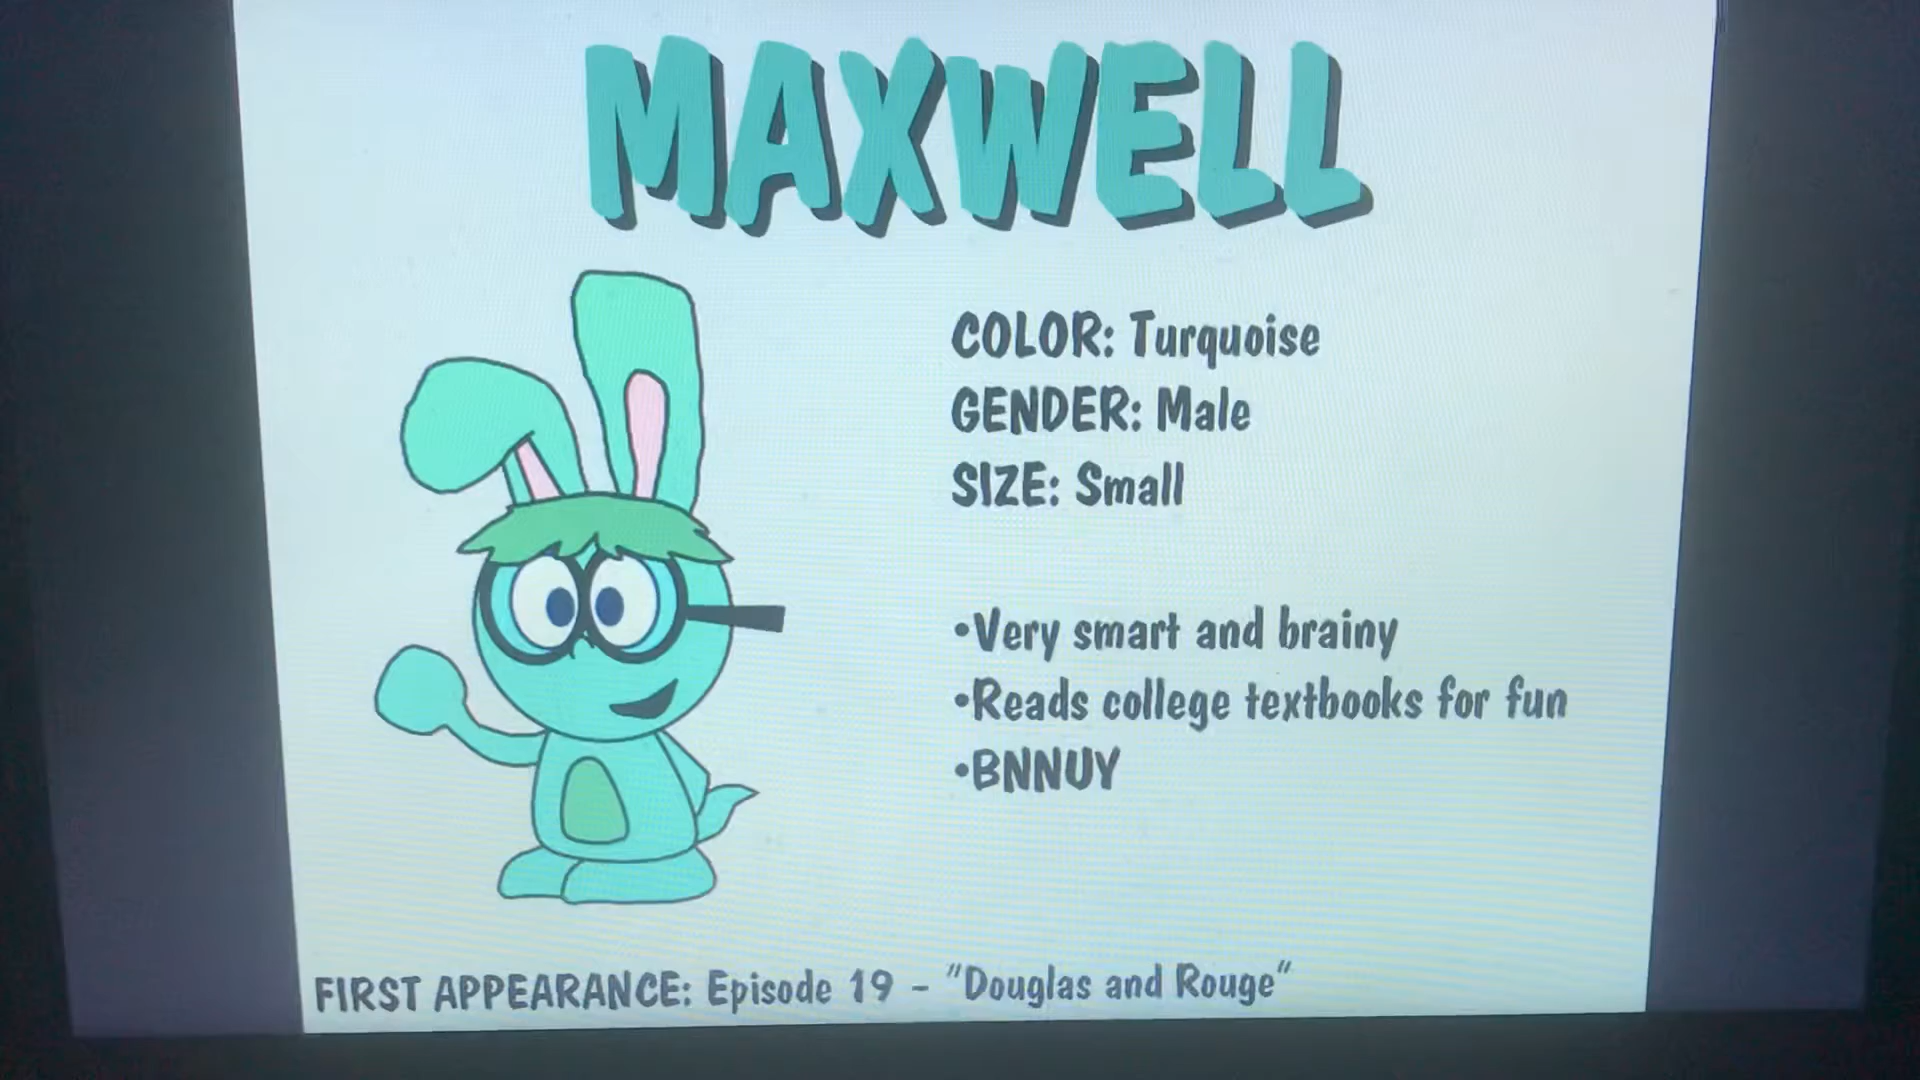 MAXWELL
COLOR: Turquoise
GENDER: Male
SIZE: Small
•Very smart and brainy
•Reads college textbooks for fun
•BNNUY
FIRST APPEARANCE: Episode 19 - "Douglas and Rouge"